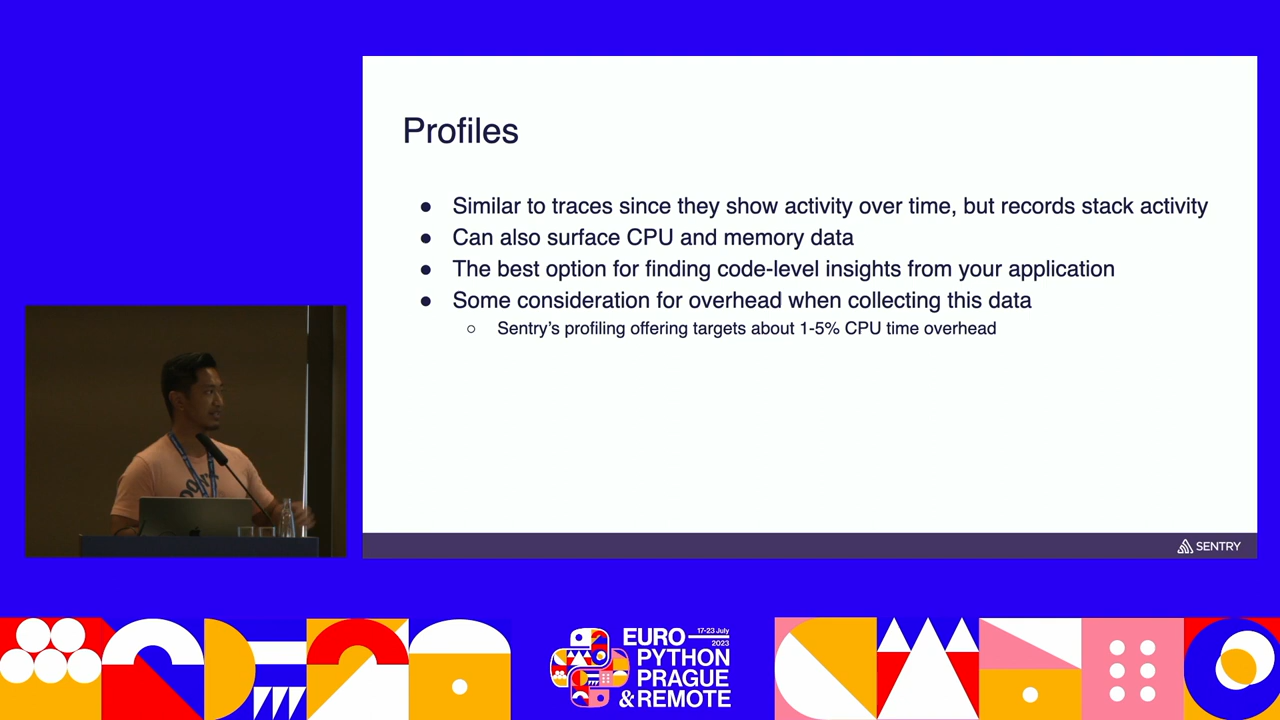 Profiles
● Similar to traces since they show activity over time, but records stack activity
● Can also surface CPU and memory data
● The best option for finding code-level insights from your application
● Some consideration for overhead when collecting this data
○ Sentry’s profiling offering targets about 1-5% CPU time overhead
SENTRY
17-23 July
2023
EURO
PYTHON
PRAGUE
& REMOTE